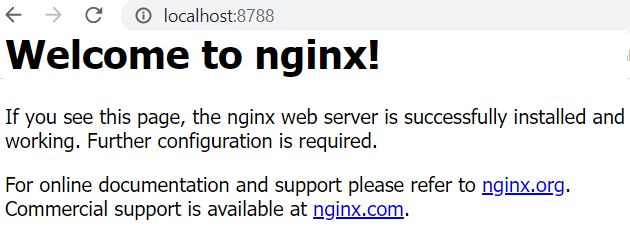 localhost:8788
Welcome to nginx!
If you see this page, the nginx web server is successfully installed and
working. Further configuration is required.
For online documentation and support please refer to nginx.org.
Commercial support is available at nginx.com.